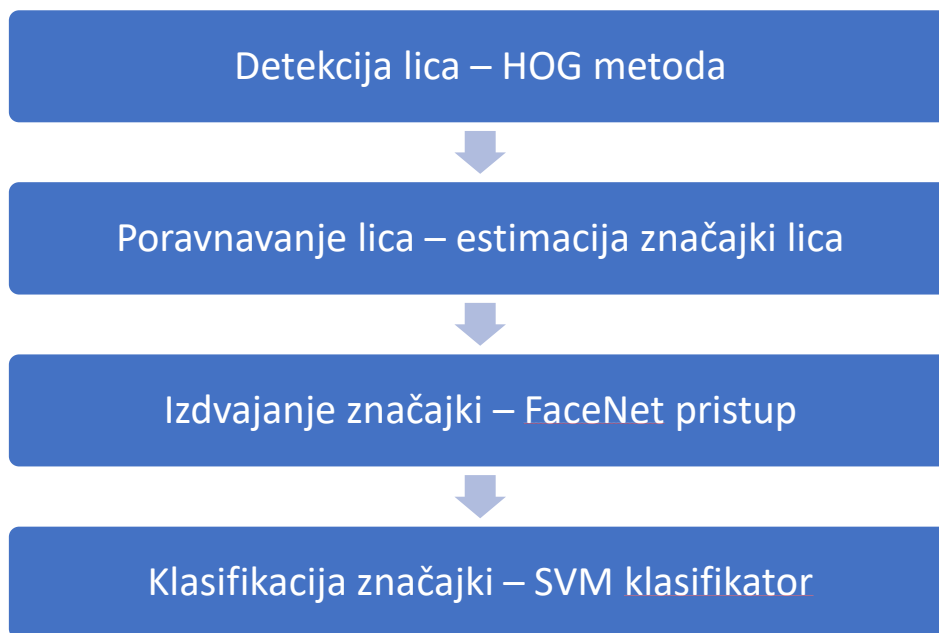 Detekcija lica – HOG metoda
Poravnavanje lica – estimacija značajki lica
Izdvajanje značajki – FaceNet pristup
Klasifikacija značajki – SVM klasifikator